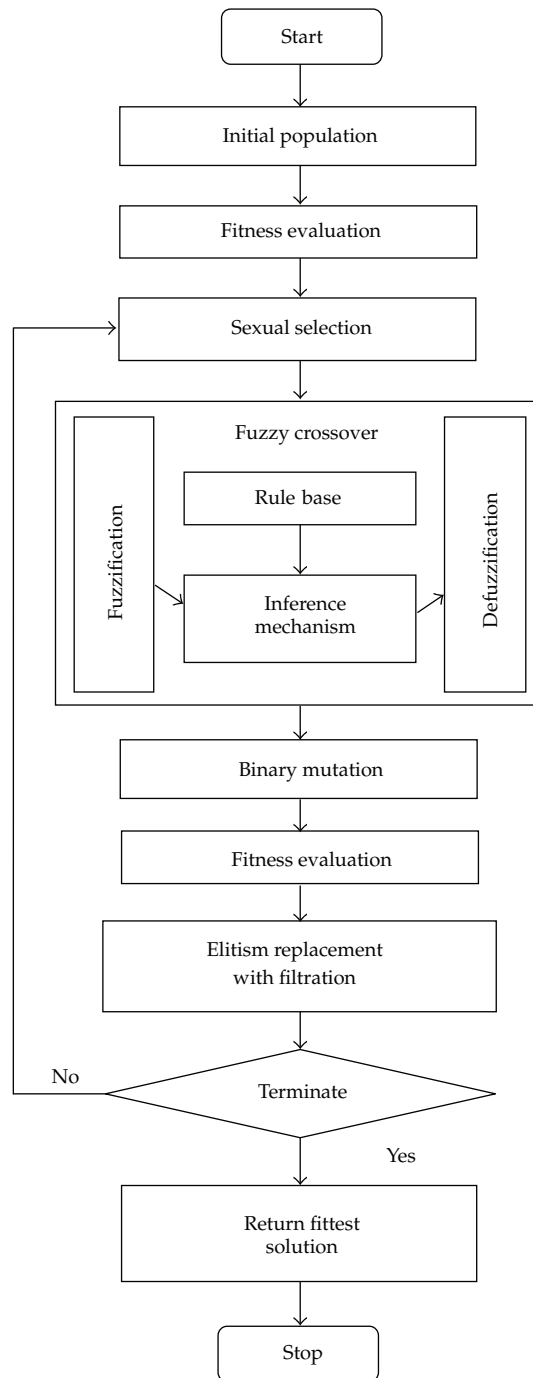 Start
Initial population
Fitness evaluation
Sexual selection
Fuzzy crossover
Fuzzification
Rule base
Inference
mechanism
Defuzzification
Binary mutation
Fitness evaluation
Elitism replacement
with filtration
No
Terminate
Yes
Return fittest
solution
Stop